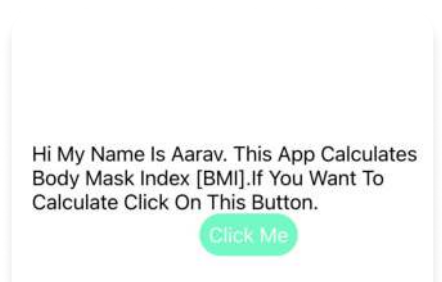 Hi My Name Is Aarav. This App Calculates
Body Mask Index [BMI].If You Want To
Calculate Click On This Button.
Click Me